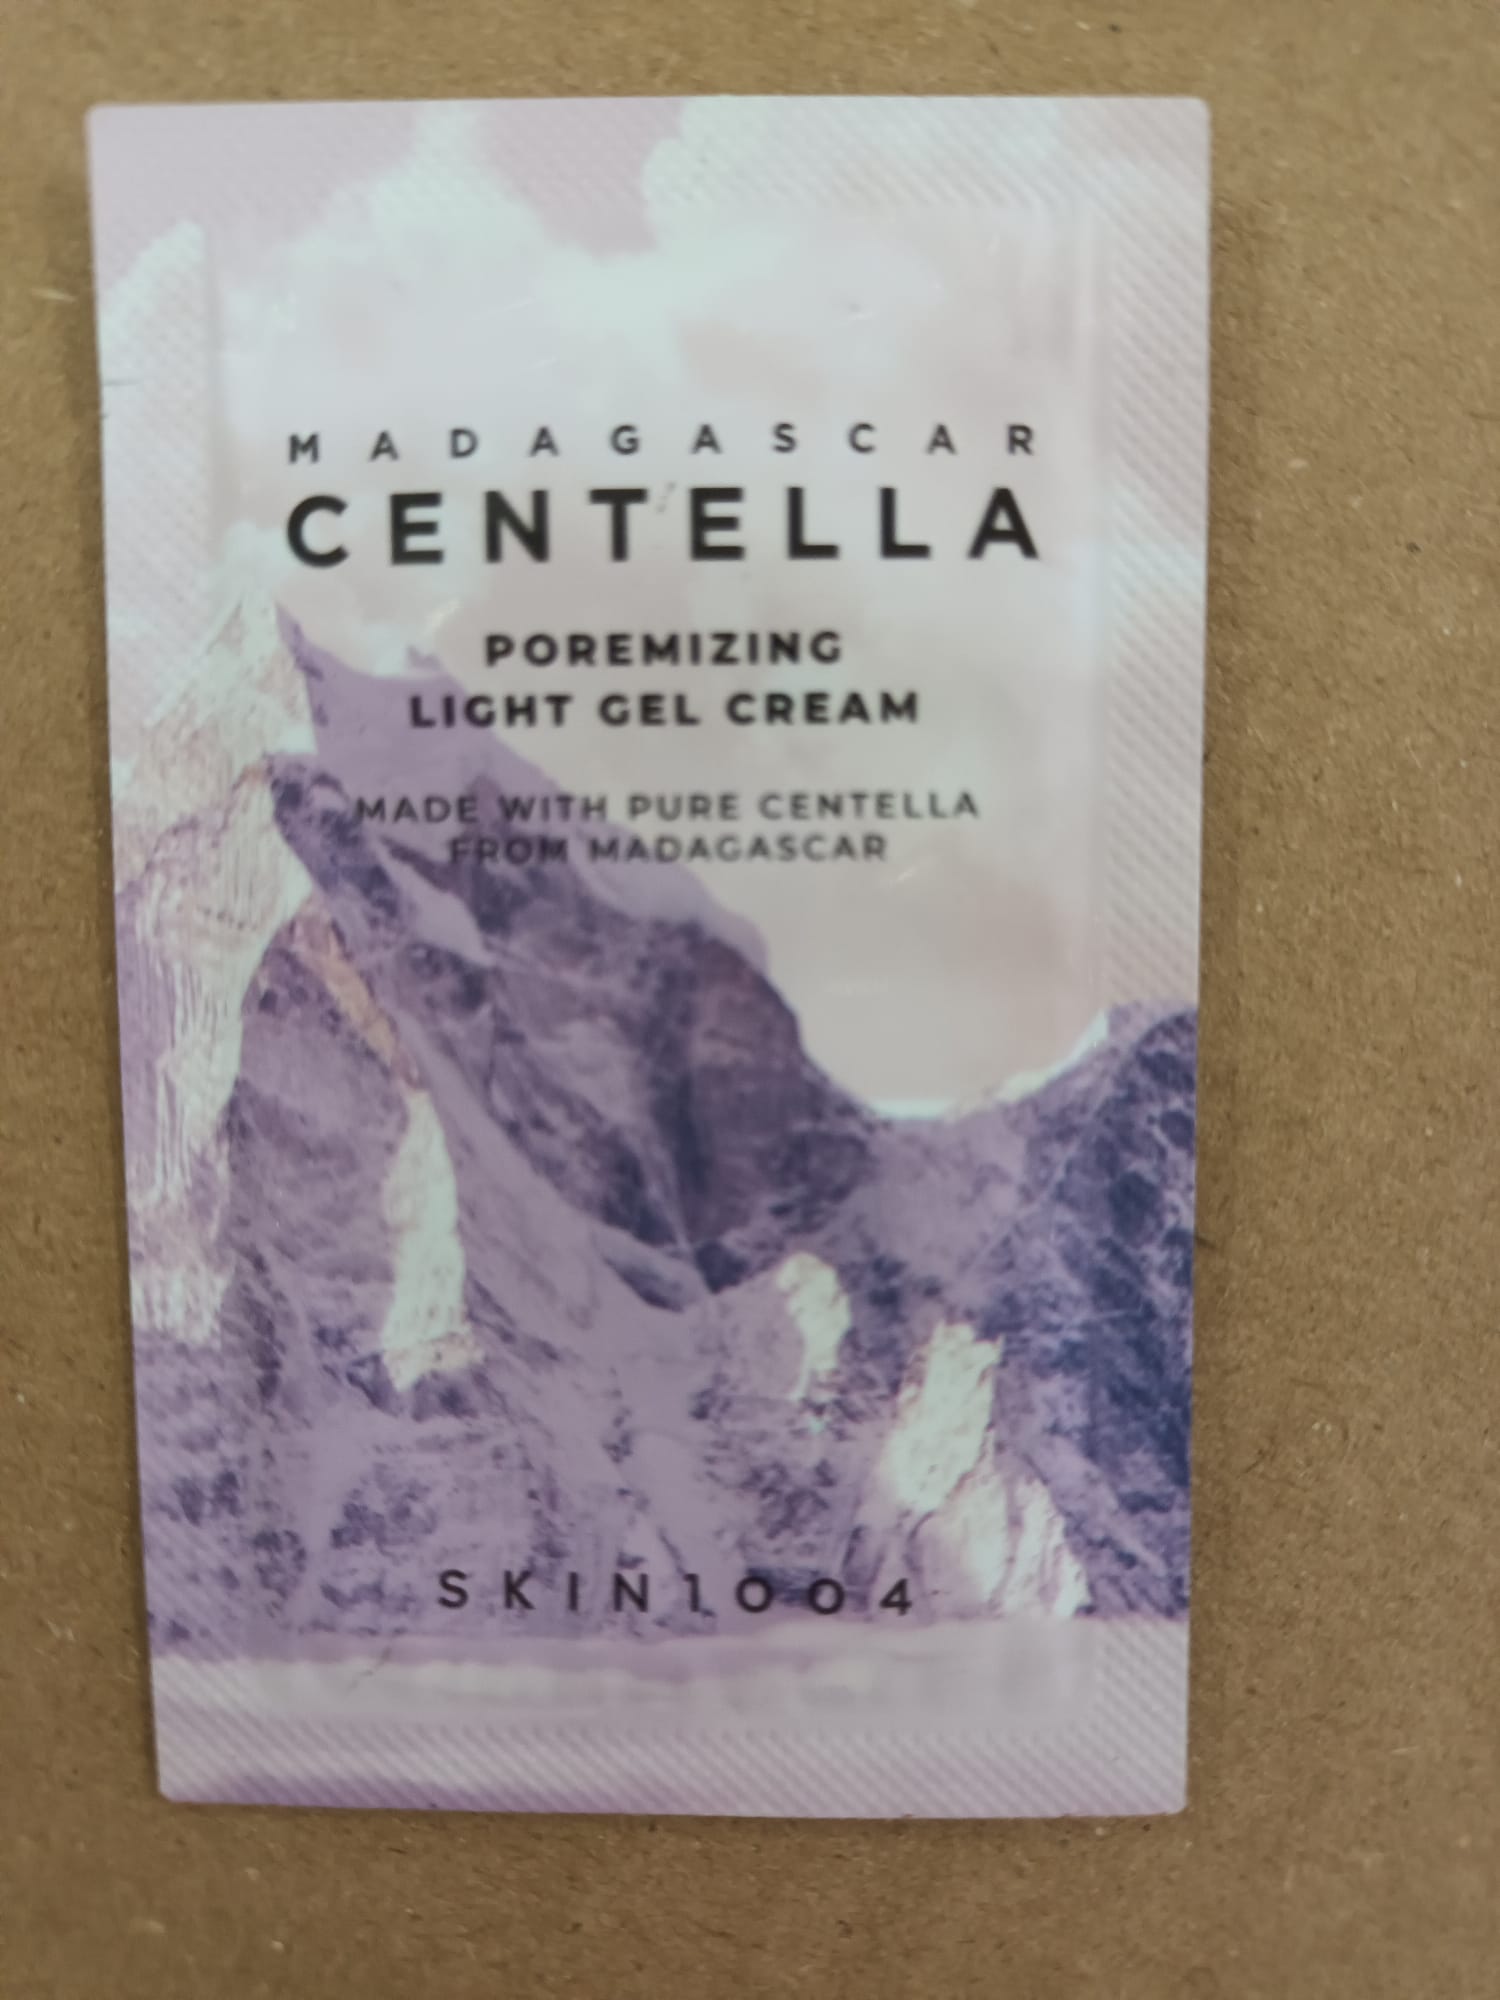 MADAGASCAR
CENTELLA
POREMIZING
LIGHT GEL CREAM
MADE WITH PURE CENTELLA
FROM MADAGASCAR
SKIN1004